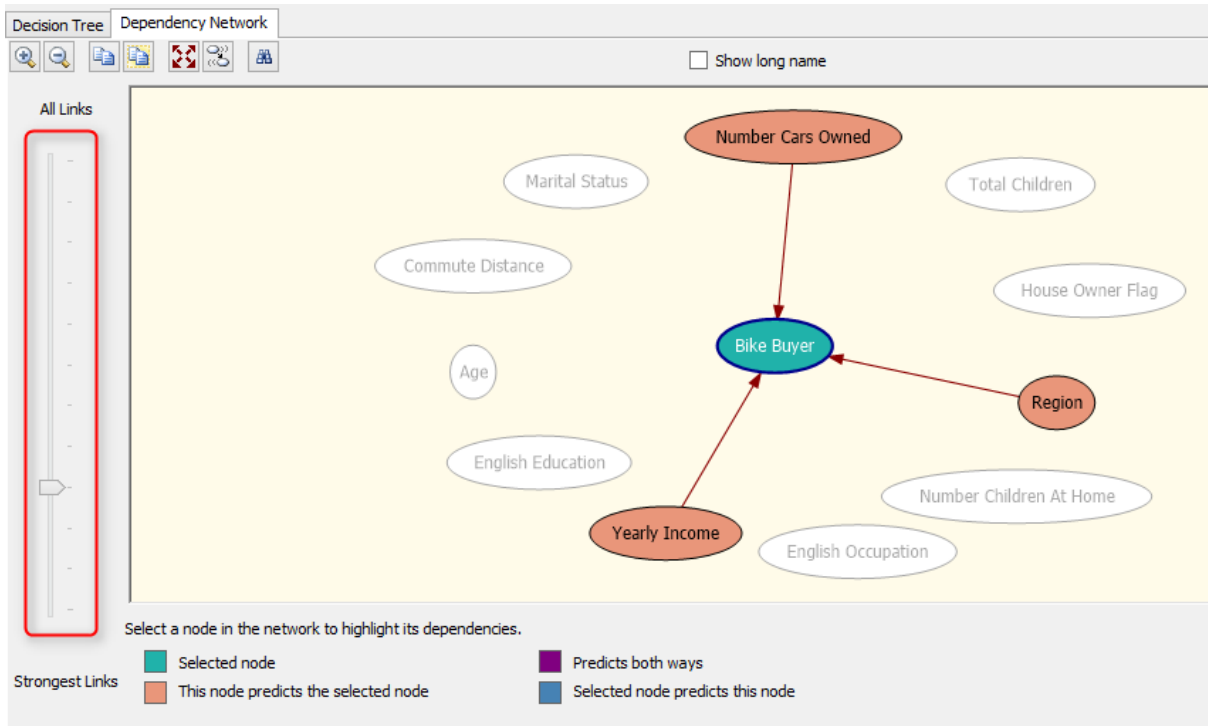 Decision Tree Dependency Network
Show long name
All Links
Number Cars Owned
Marital Status
Total Children
Commute Distance
House Owner Flag
Bike Buyer
Age
Region
English Education
Number Children At Home
Yearly Income
English Occupation
Select a node in the network to highlight its dependencies.
Selected node
Predicts both ways
Strongest Links
This node predicts the selected node
Selected node predicts this node